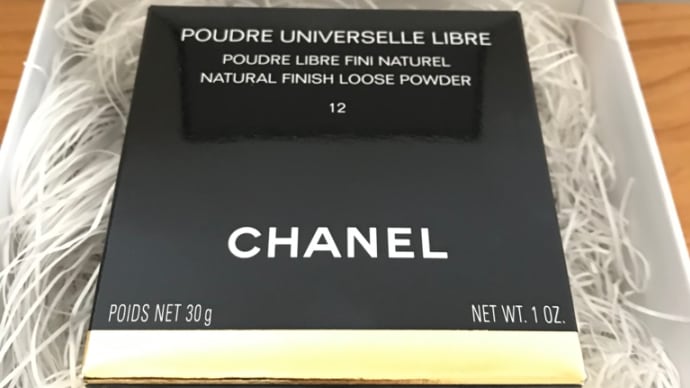 POUDRE UNIVERSELLE LIBRE
POUDRE LIBRE FINI NATUREL
NATURAL FINISH LOOSE POWDER
12
CHANEL
POIDS NET 30 g NET WT. 1 OZ.